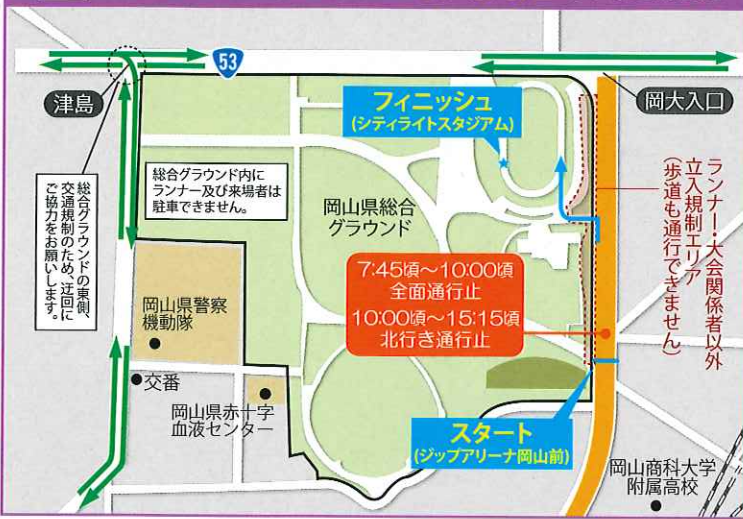 53
津島
岡大入口
フィニッシュ
(シティライトスタジアム)
総合グラウンド内に
ランナー及び来場者は
駐車できません。
総合グラウンドの東側、
交通規制のため、迂回に
ご協力をお願いします。
岡山県総合
グラウンド
ランナー・大会関係者以外
立入規制エリア
(歩道も通行できません)
7:45頃～10:00頃
全面通行止
10:00頃～15:15頃
北行き通行止
岡山県警察
機動隊
交番
岡山県赤十字
血液センター
スタート
(ジップアリーナ岡山前)
岡山商科大学
附属高校